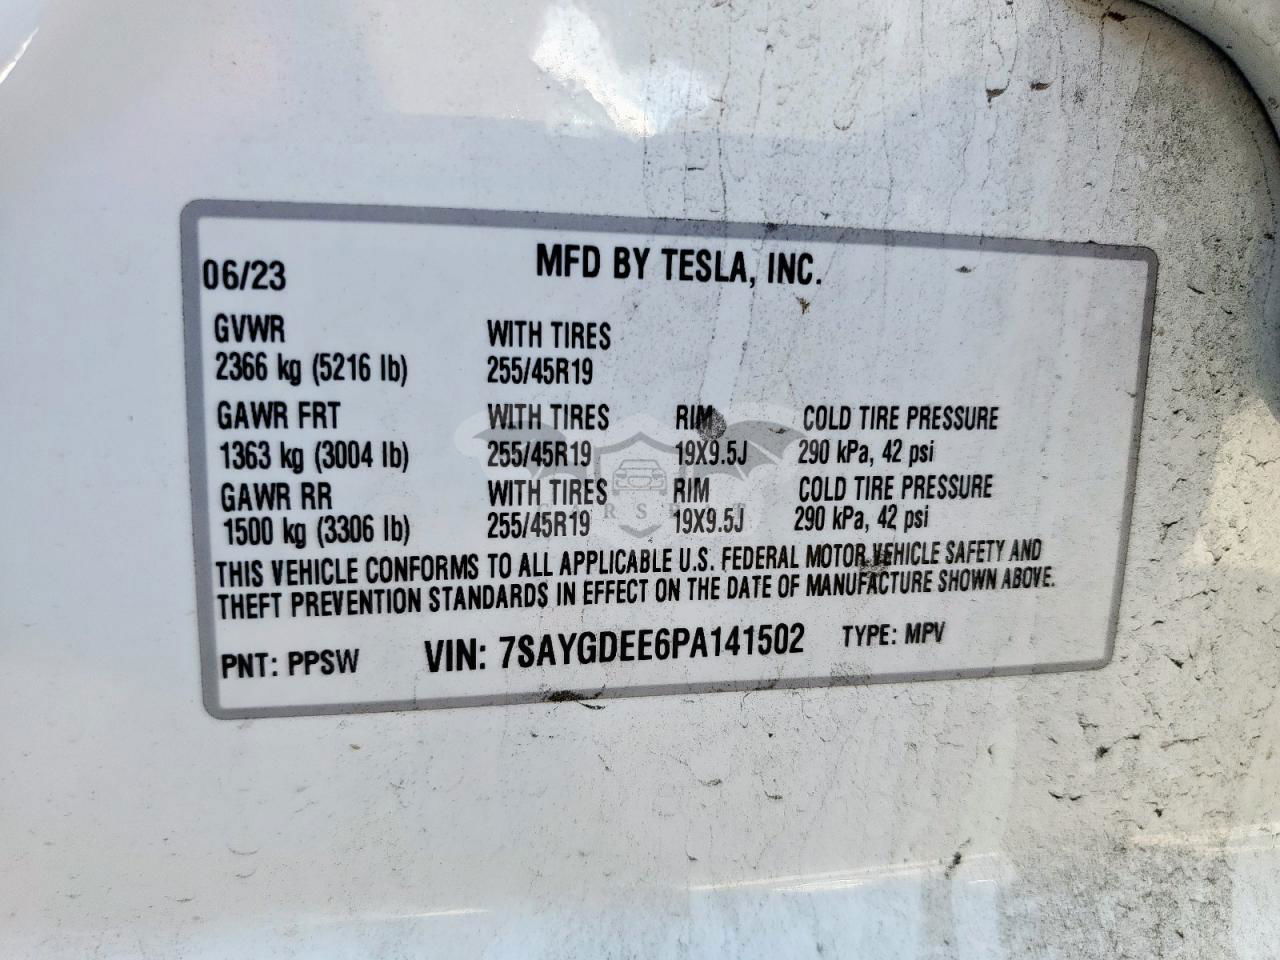 06/23 MFD BY TESLA, INC.
GVWR WITH TIRES
2366 kg (5216 lb) 255/45R19
GAWR FRT WITH TIRES RIM COLD TIRE PRESSURE
1363 kg (3004 lb) 255/45R19 19X9.5J 290 kPa, 42 psi
GAWR RR WITH TIRES RIM COLD TIRE PRESSURE
1500 kg (3306 lb) 255/45R19 19X9.5J 290 kPa, 42 psi
THIS VEHICLE CONFORMS TO ALL APPLICABLE U.S. FEDERAL MOTOR VEHICLE SAFETY AND
THEFT PREVENTION STANDARDS IN EFFECT ON THE DATE OF MANUFACTURE SHOWN ABOVE.
PNT: PPSW VIN: 7SAYGDEE6PA141502 TYPE: MPV